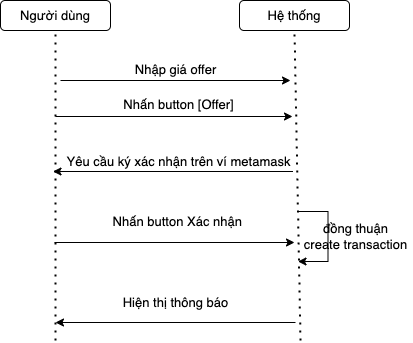 Người dùng
Hệ thống
Nhập giá offer
Nhấn button [Offer]
Yêu cầu ký xác nhận trên ví metamask
Nhấn button Xác nhận
đồng thuận
create transaction
Hiện thị thông báo